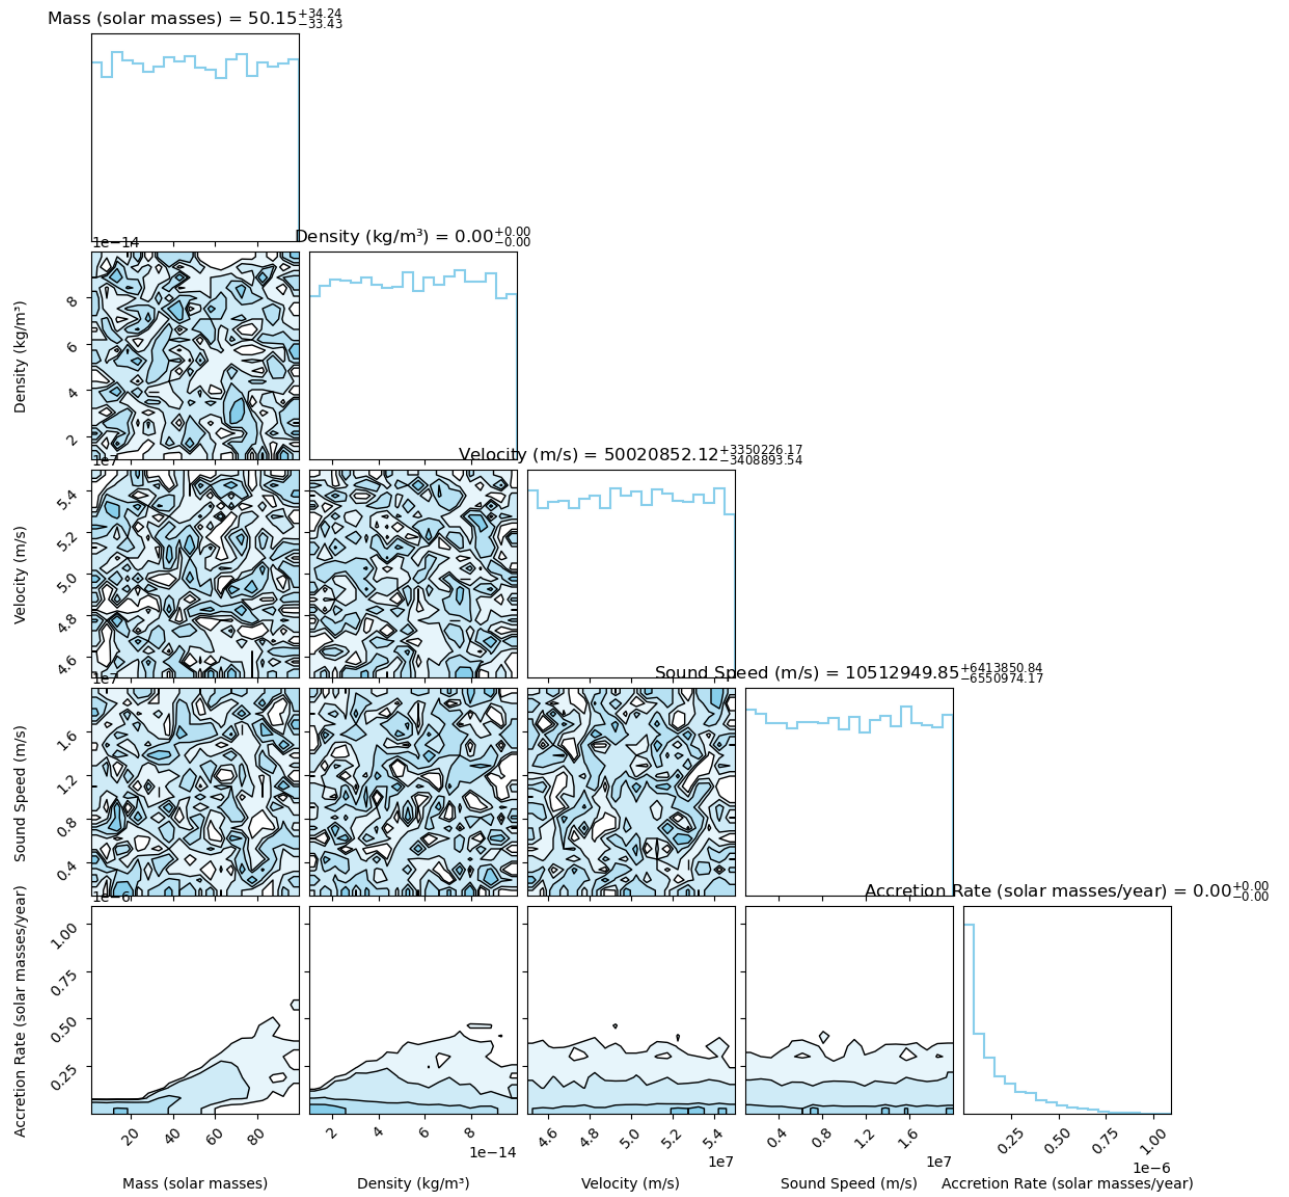 Mass (solar masses) = 50.15+34.24−33.43
1e−14
Density (kg/m³) = 0.00+0.00−0.00
Density (kg/m³)
8
6
4
2
1e7
Velocity (m/s) = 50020852.12+3350226.17−3408893.54
Velocity (m/s)
5.4
5.2
5.0
4.8
4.6
1e7
Sound Speed (m/s) = 10512949.85+6413850.84−6550974.17
Sound Speed (m/s)
1.6
1.2
0.8
0.4
1e−6
Accretion Rate (solar masses/year) = 0.00+0.00−0.00
Accretion Rate (solar masses/year)
1.00
0.75
0.50
0.25
20 40 60 80
2 4 6 8
1e−14
4.6 4.8 5.0 5.2 5.4
1e7
0.4 0.8 1.2 1.6
1e7
0.25 0.50 0.75 1.00
1e−6
Mass (solar masses) Density (kg/m³) Velocity (m/s) Sound Speed (m/s) Accretion Rate (solar masses/year)